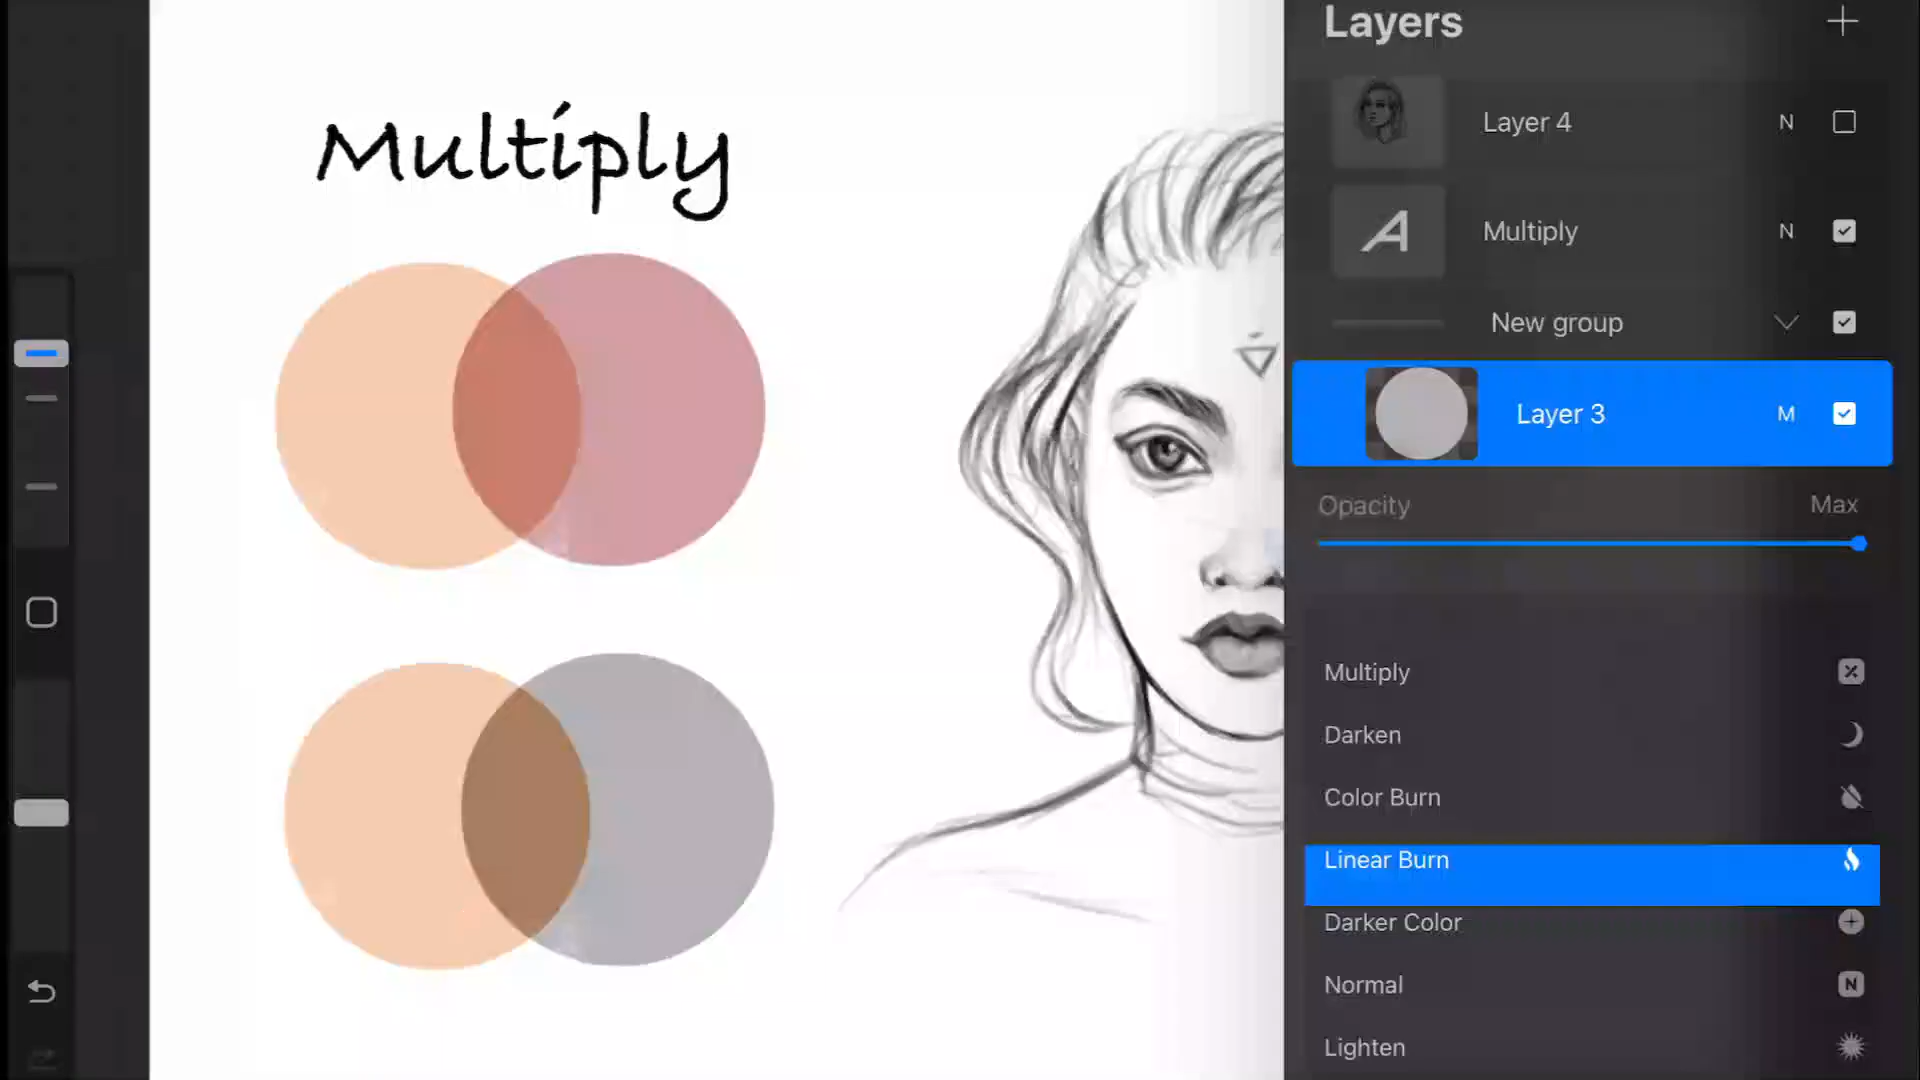 Multiply
Layers
Layer 4 N
A
Multiply N
New group
Layer 3 M
Opacity Max
Multiply
Darken
Color Burn
Linear Burn
Darker Color
Normal N
Lighten